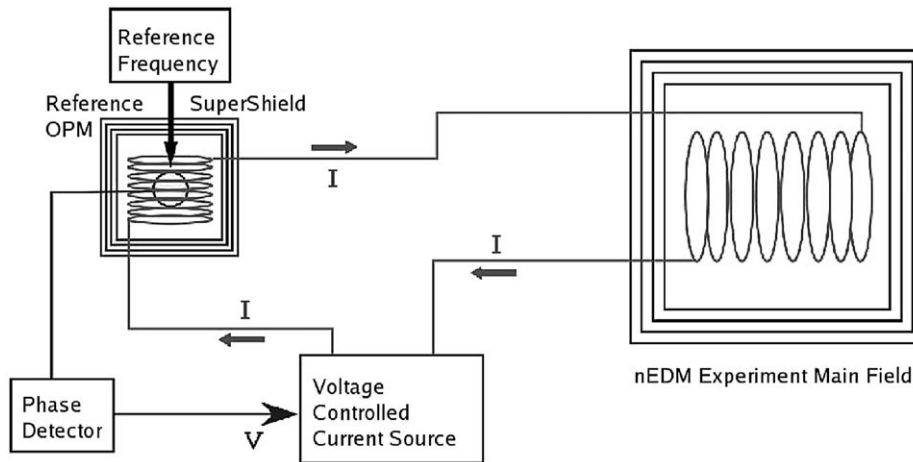 Reference
Frequency
Reference
OPM
SuperShield
I
I
I
nEDM Experiment Main Field
Phase
Detector
V
Voltage
Controlled
Current Source